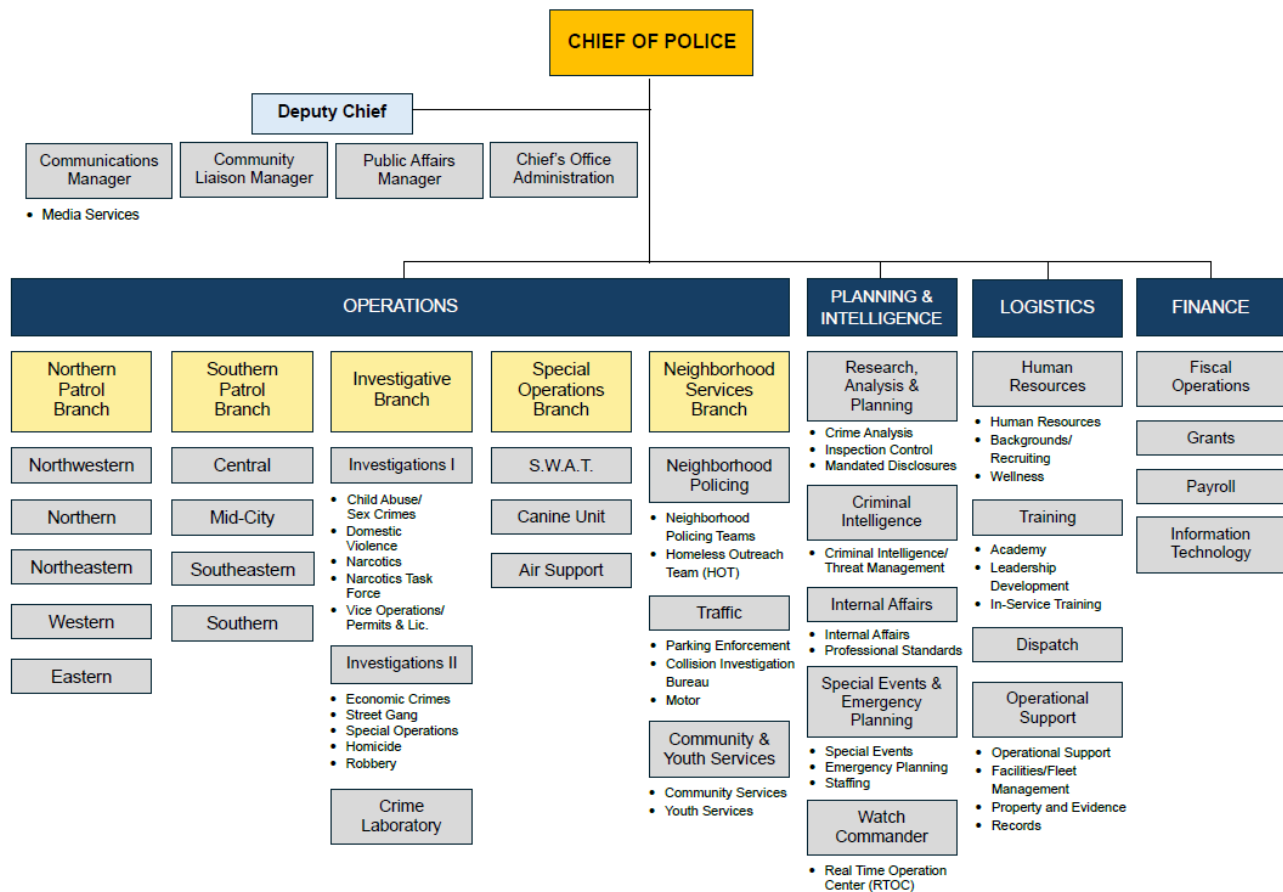 CHIEF OF POLICE
Deputy Chief
Communications
Manager
• Media Services
Community
Liaison Manager
Public Affairs
Manager
Chief's Office
Administration
OPERATIONS
Northern
Patrol
Branch
Northwestern
Northern
Northeastern
Western
Eastern
Southern
Patrol
Branch
Central
Mid-City
Southeastern
Southern
Investigative
Branch
Investigations I
• Child Abuse/
Sex Crimes
• Domestic
Violence
• Narcotics
• Narcotics Task
Force
• Vice Operations/
Permits & Lic.
Investigations II
• Economic Crimes
• Street Gang
• Special Operations
• Homicide
• Robbery
Crime
Laboratory
Special
Operations
Branch
S.W.A.T.
Canine Unit
Air Support
Neighborhood
Services
Branch
Neighborhood
Policing
• Neighborhood
Policing Teams
• Homeless Outreach
Team (HOT)
Traffic
• Parking Enforcement
• Collision Investigation
Bureau
• Motor
Community &
Youth Services
• Community Services
• Youth Services
PLANNING &
INTELLIGENCE
Research,
Analysis &
Planning
• Crime Analysis
• Inspection Control
• Mandated Disclosures
Criminal
Intelligence
• Criminal Intelligence/
Threat Management
Internal Affairs
• Internal Affairs
• Professional Standards
Special Events &
Emergency
Planning
• Special Events
• Emergency Planning
• Staffing
Watch
Commander
• Real Time Operation
Center (RTOC)
LOGISTICS
Human
Resources
• Human Resources
• Backgrounds/
Recruiting
• Wellness
Training
• Academy
• Leadership
Development
• In-Service Training
Dispatch
Operational
Support
• Operational Support
• Facilities/Fleet
Management
• Property and Evidence
• Records
FINANCE
Fiscal
Operations
Grants
Payroll
Information
Technology